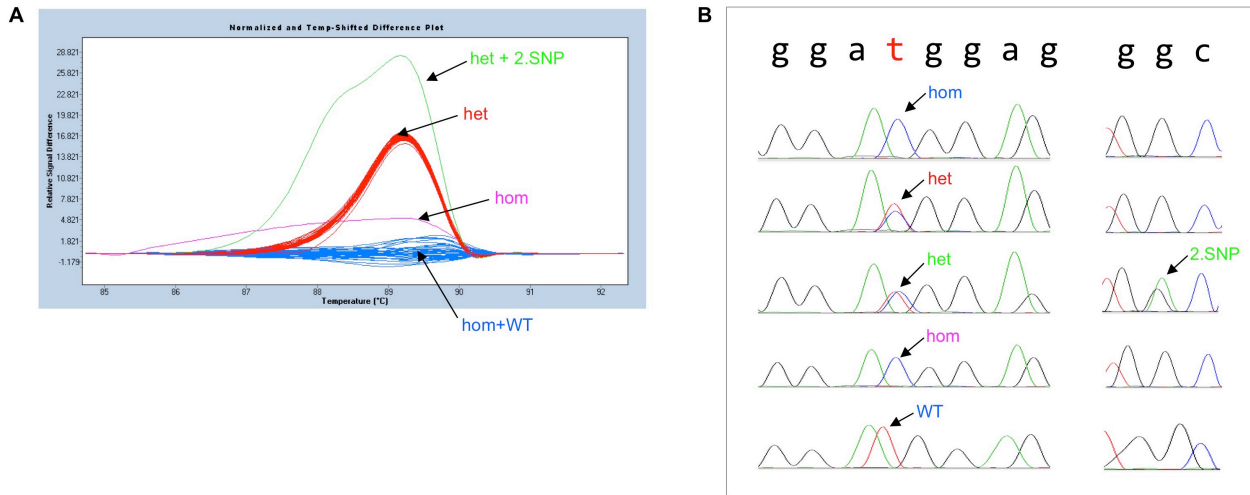 A
Normalized and Temp-Shifted Difference Plot
Relative Signal Difference
28.821
25.821
22.821
19.821
16.821
13.821
10.821
7.821
4.821
1.821
-1.179
het + 2.SNP
het
hom
hom+WT
85 86 87 88 89 90 91 92
Temperature [°C]
B
g g a t g g a g g g c
hom
het
het
2.SNP
hom
WT